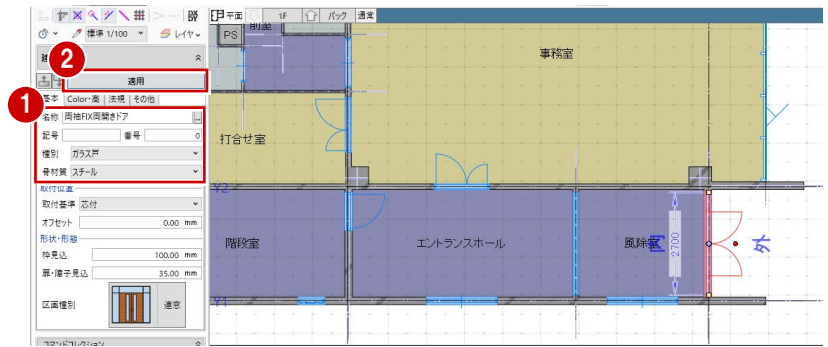 平面
1F
バック
通常
標準 1/100
レイヤ
2
適用
1
基本
Color・高
法規
その他
名称 両袖FIX両開きドア ...
記号
番号 0
種別 ガラス戸
骨材質 スチール
取付位置
取付基準 芯付
オフセット 0.00 mm
形状・形態
枠見込 100.00 mm
扉・障子見込 35.00 mm
区画種別
連窓
コマンドコレクション
PS
前室
事務室
打合せ室
Y2
階段室
エントランスホール
風除室
内
2700
外
Y1